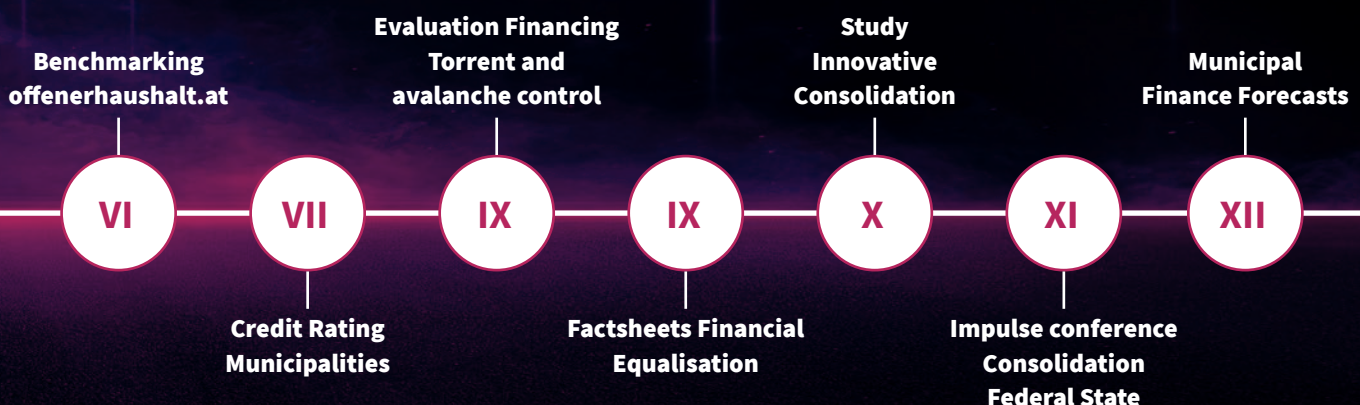 Benchmarking
offenerhaushalt.at
VI
VII
Credit Rating
Municipalities
Evaluation Financing
Torrent and
avalanche control
IX
IX
Factsheets Financial
Equalisation
Study
Innovative
Consolidation
X
XI
Impulse conference
Consolidation
Federal State
Municipal
Finance Forecasts
XII